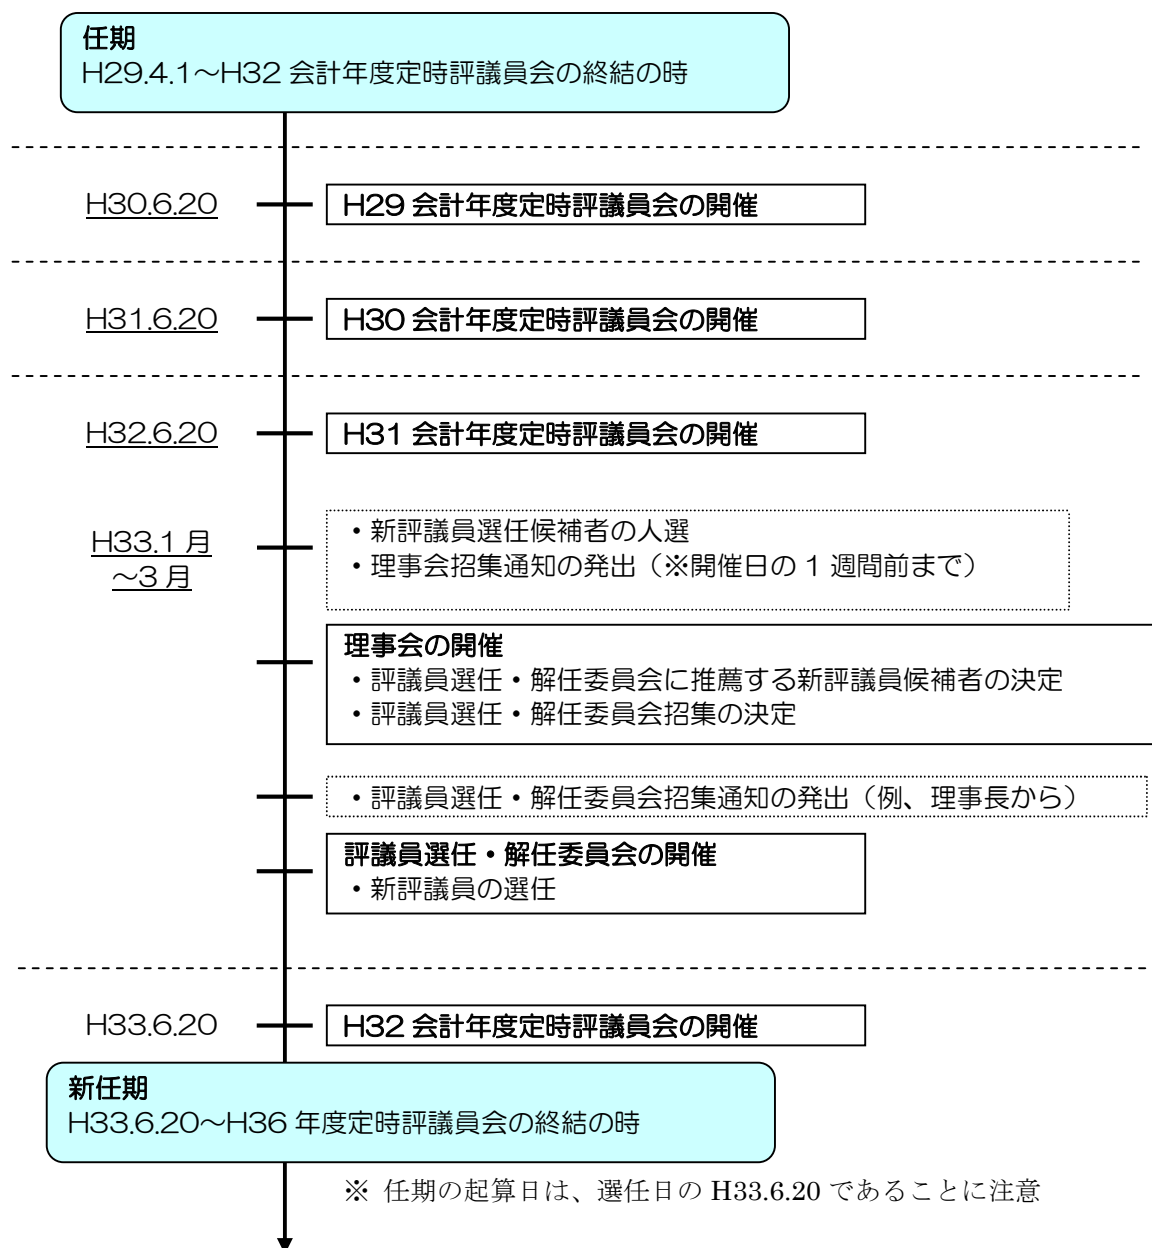 任期
H29.4.1～H32 会計年度定時評議員会の終結の時
H30.6.20
H29 会計年度定時評議員会の開催
H31.6.20
H30 会計年度定時評議員会の開催
H32.6.20
H31 会計年度定時評議員会の開催
H33.1 月
～3 月
・新評議員選任候補者の人選
・理事会招集通知の発出（※開催日の 1 週間前まで）
理事会の開催
・評議員選任・解任委員会に推薦する新評議員候補者の決定
・評議員選任・解任委員会招集の決定
・評議員選任・解任委員会招集通知の発出（例、理事長から）
評議員選任・解任委員会の開催
・新評議員の選任
H33.6.20
H32 会計年度定時評議員会の開催
新任期
H33.6.20～H36 年度定時評議員会の終結の時
※ 任期の起算日は、選任日の H33.6.20 であることに注意